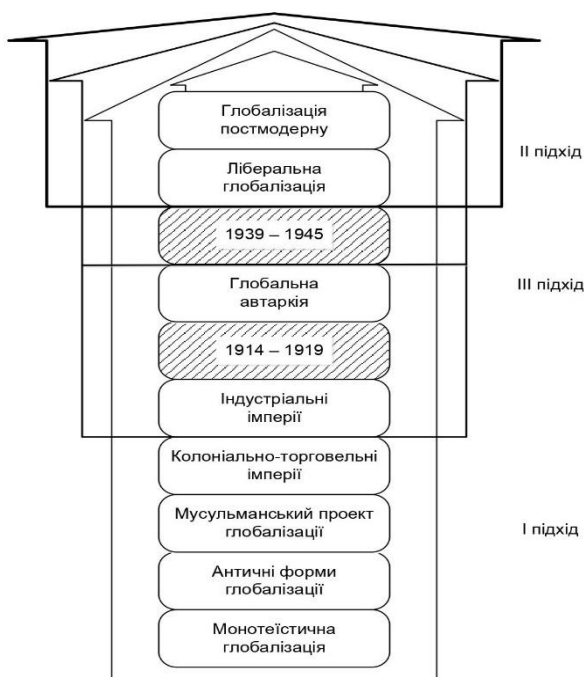 Глобалізація
постмодерну
Ліберальна
глобалізація
II підхід
1939 – 1945
Глобальна
автаркія
III підхід
1914 – 1919
Індустріальні
імперії
Колоніально-торговельні
імперії
Мусульманський проект
глобалізації
I підхід
Античні форми
глобалізації
Монотеїстична
глобалізація